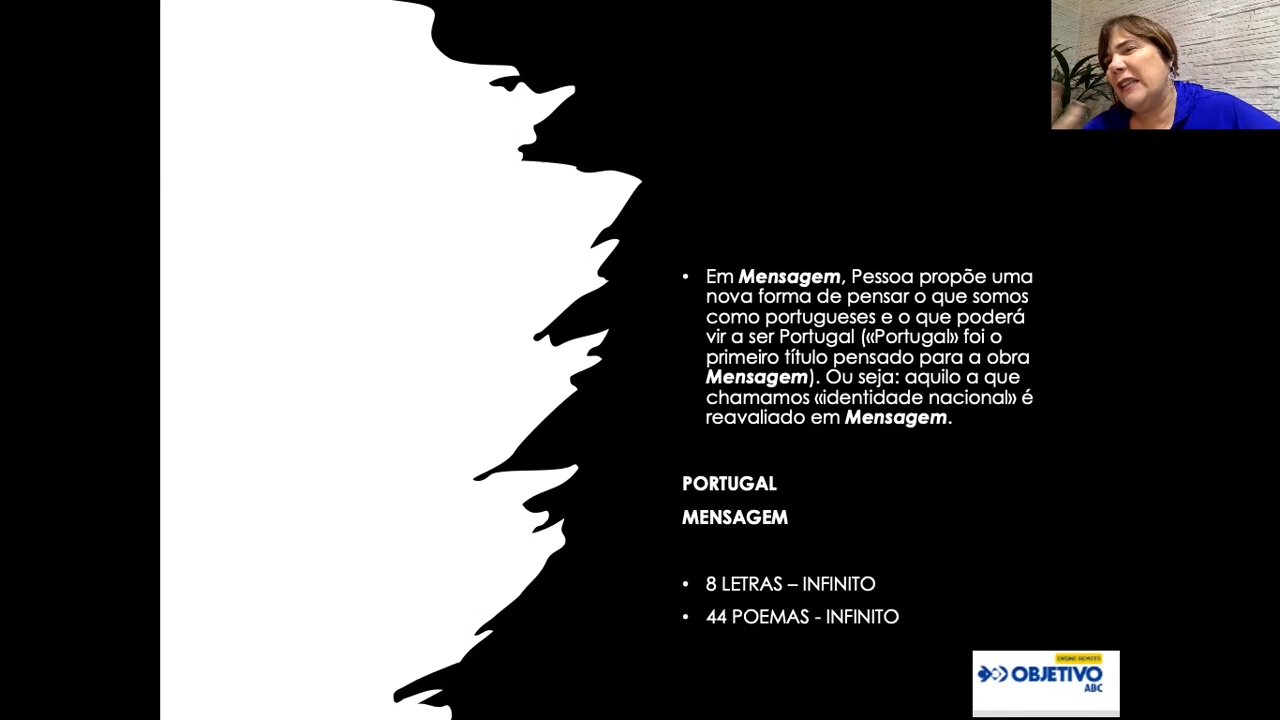 • Em Mensagem, Pessoa propõe uma
nova forma de pensar o que somos
como portugueses e o que poderá
vir a ser Portugal («Portugal» foi o
primeiro título pensado para a obra
Mensagem). Ou seja: aquilo a que
chamamos «identidade nacional» é
reavaliado em Mensagem.
PORTUGAL
MENSAGEM
• 8 LETRAS – INFINITO
• 44 POEMAS - INFINITO
ENSINO REMOTO
OBJETIVO
ABC